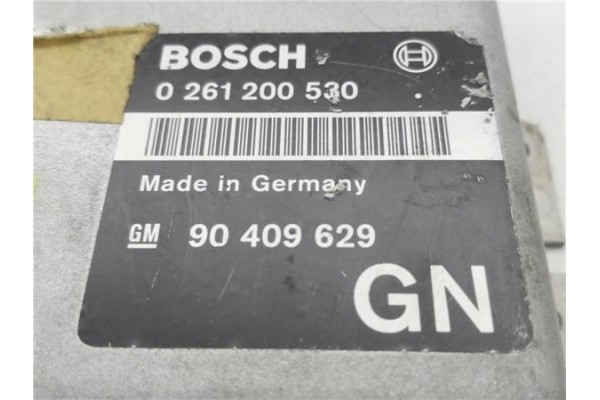 BOSCH
0 261 200 530
Made in Germany
GM 90 409 629
GN